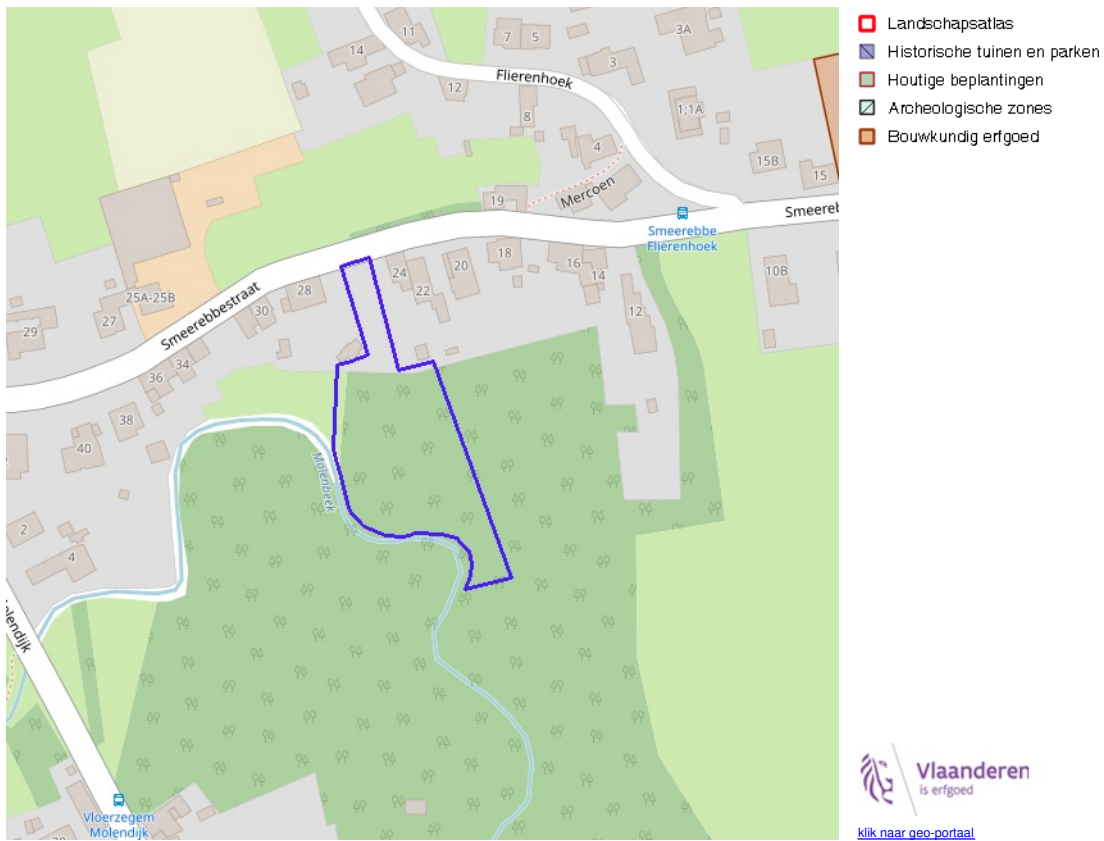 11
7
5
3A
14
3
Flierenhoek
12
8
1;1A
4
15B
15
Mercoen
19
Smeerebbe
Flierenhoek
Smeereb
18
16
14
10B
24
20
22
28
25A-25B
30
27
29
Smeerebbestraat
12
34
36
38
40
Molenbeek
2
4
Molendijk
Vloerzegem
Molendijk
Landschapsatlas
Historische tuinen en parken
Houtige beplantingen
Archeologische zones
Bouwkundig erfgoed
Vlaanderen
is erfgoed
klik naar geo-portaal